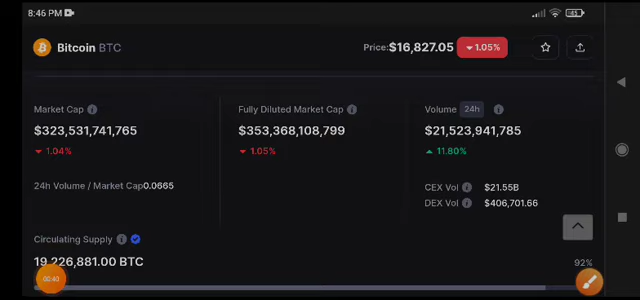 8:46 PM
Bitcoin BTC Price:$16,827.05 1.05%
Market Cap Fully Diluted Market Cap Volume 24h
$323,531,741,765 $353,368,108,799 $21,523,941,785
1.04% 1.05% 11.80%
24h Volume / Market Cap0.0665 CEX Vol $21.55B
DEX Vol $406,701.66
Circulating Supply
19,226,881.00 BTC 92%
00:40